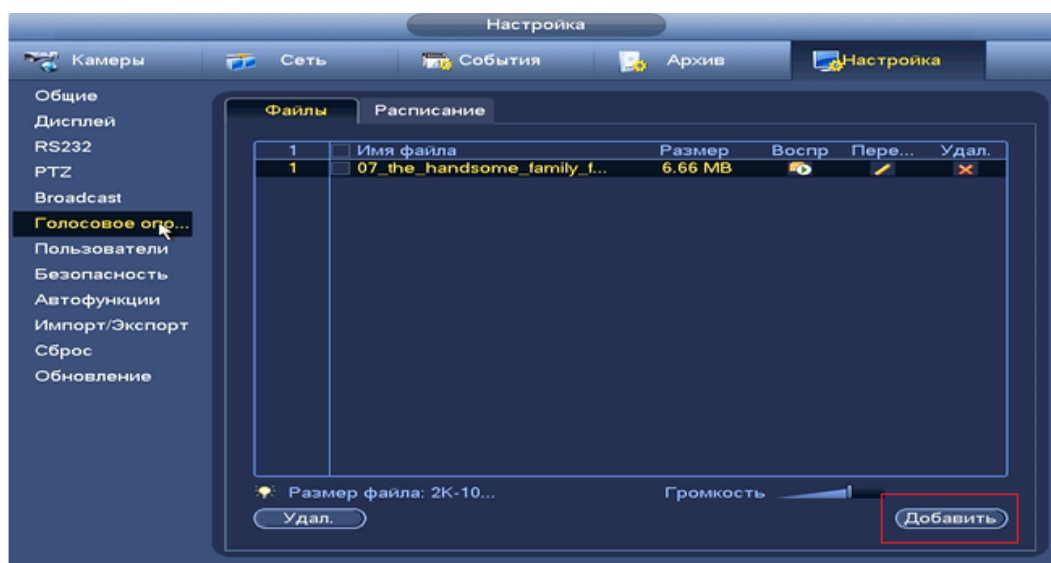 Настройка
Камеры Сеть События Архив Настройка
Общие
Дисплей
RS232
PTZ
Broadcast
Голосовое опо...
Пользователи
Безопасность
Автофункции
Импорт/Экспорт
Сброс
Обновление
Файлы Расписание
1 Имя файла Размер Воспр Пере... Удал.
1 07_the_handsome_family_f... 6.66 MB
Размер файла: 2K-10... Громкость
Удал. Добавить